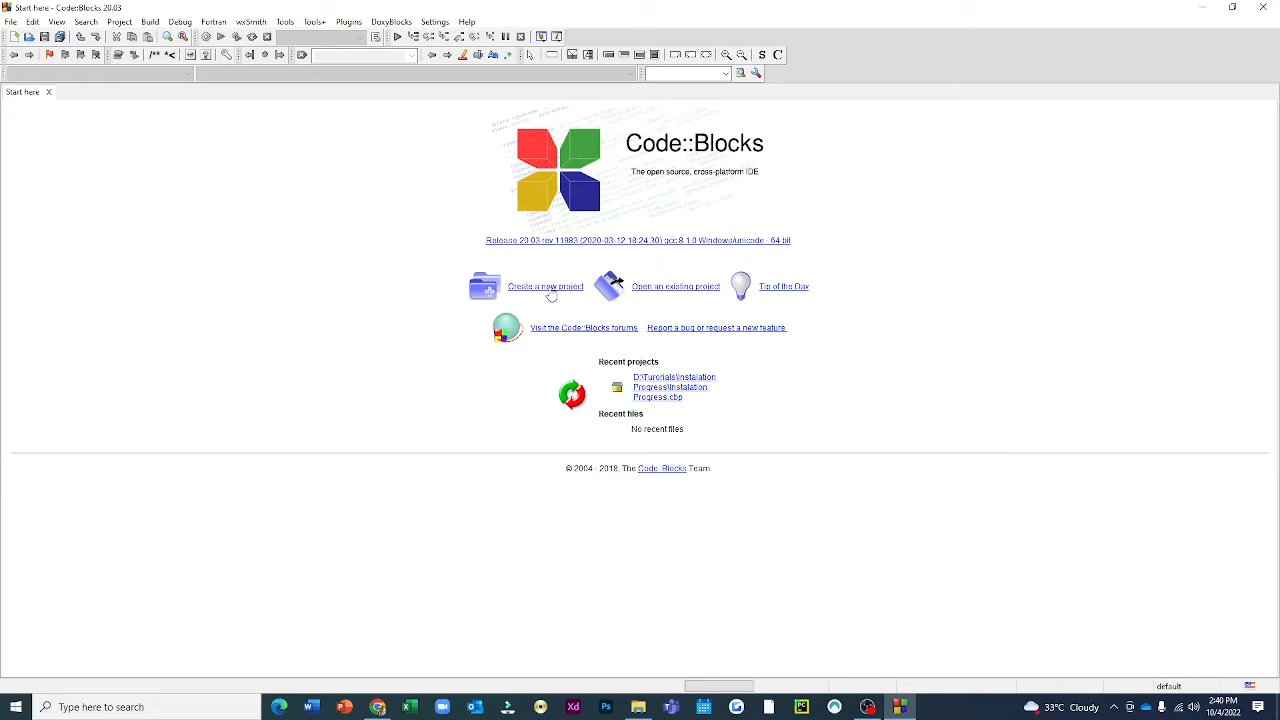 Start here - Code::Blocks 20.03
File Edit View Search Project Build Debug Fortran wxSmith Tools Tools+ Plugins DoxyBlocks Settings Help
Start here
Code::Blocks
The open source, cross-platform IDE
Release 20.03 rev 11983 (2020-03-12 18:24:30) gcc 8.1.0 Windows/unicode - 64 bit
Create a new project Open an existing project Tip of the Day
Visit the Code::Blocks forums Report a bug or request a new feature
Recent projects
D:\Turorials\Instalation
Progress\Instalation
Progress.cbp
Recent files
No recent files
© 2004 - 2018, The Code::Blocks Team.
default
Type here to search
33°C Cloudy
2:40 PM
10/4/2022